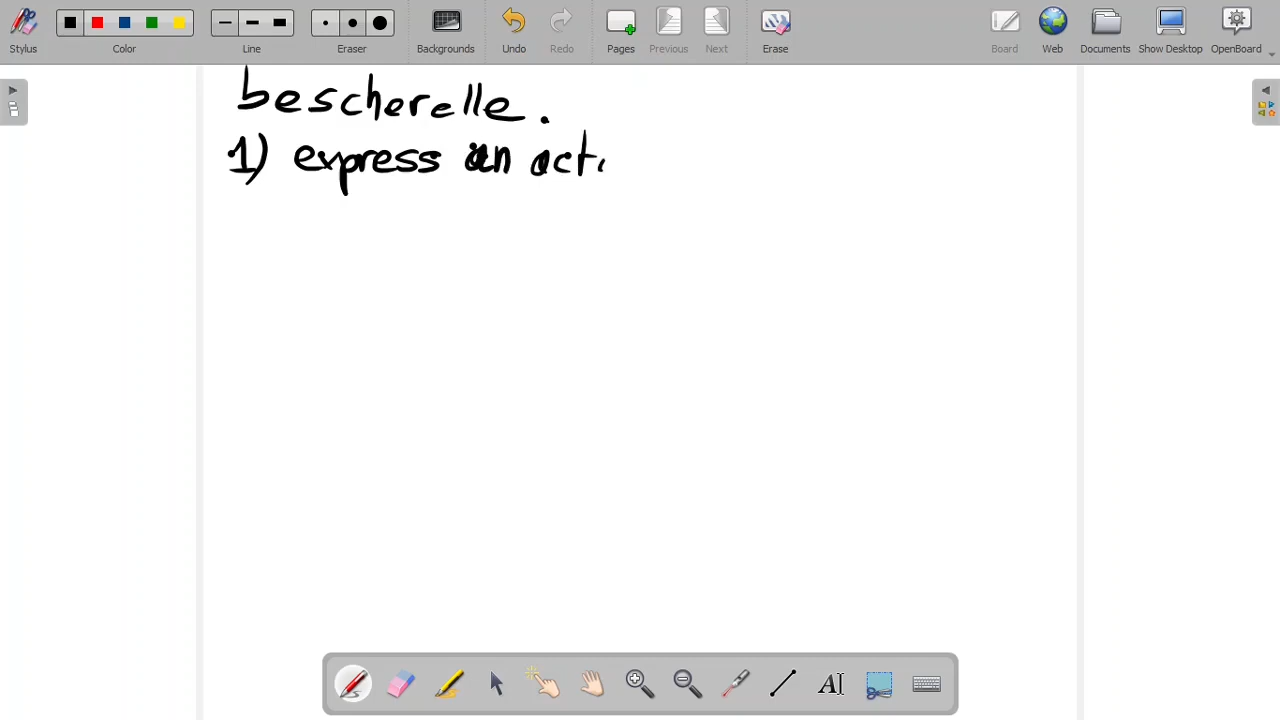 Stylus Color Line Eraser Backgrounds Undo Redo Pages Previous Next Erase Board Web Documents Show Desktop OpenBoard
bescherelle.
1) express an acti